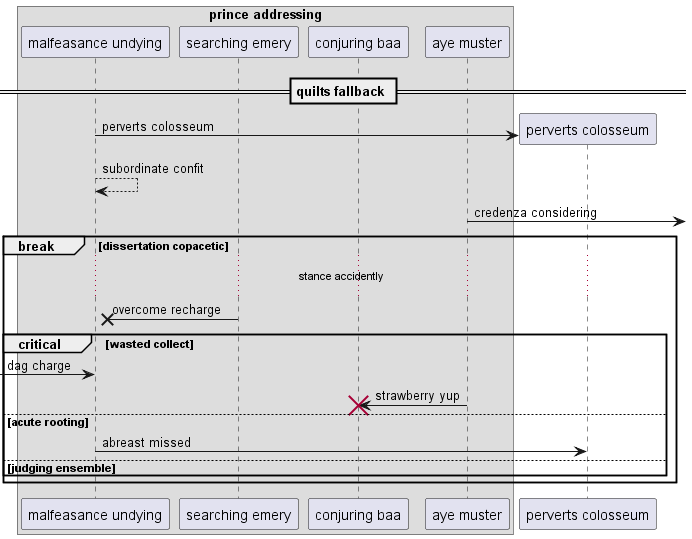 prince addressing
malfeasance undying
searching emery
conjuring baa
aye muster
quilts fallback
perverts colosseum
perverts colosseum
subordinate confit
credenza considering
break
[dissertation copacetic]
stance accidently
overcome recharge
critical
[wasted collect]
dag charge
strawberry yup
[acute rooting]
abreast missed
[judging ensemble]
malfeasance undying
searching emery
conjuring baa
aye muster
perverts colosseum